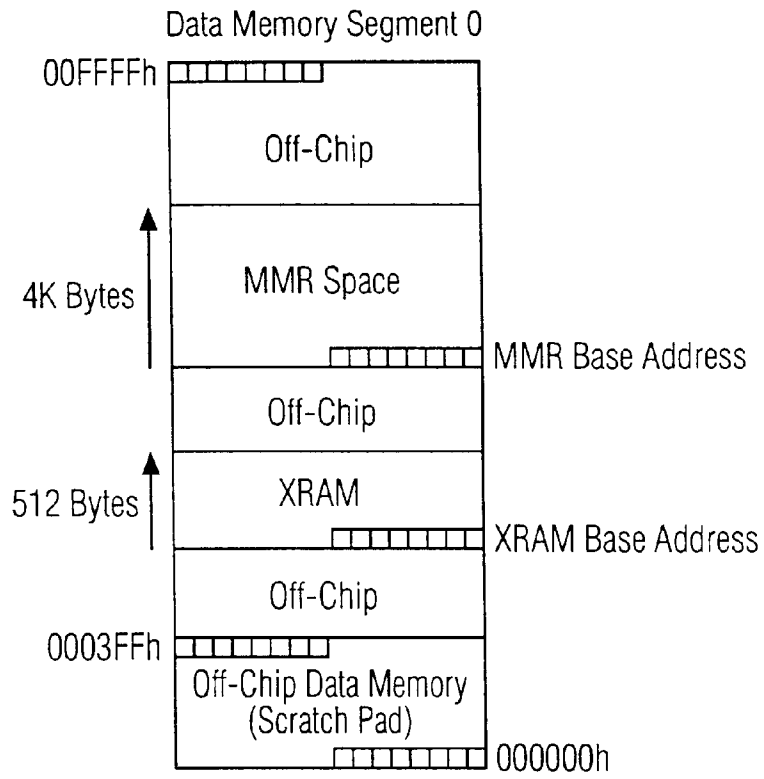 Data Memory Segment 0
00FFFFh
Off-Chip
4K Bytes
MMR Space
MMR Base Address
Off-Chip
512 Bytes
XRAM
XRAM Base Address
Off-Chip
0003FFh
Off-Chip Data Memory
(Scratch Pad)
000000h